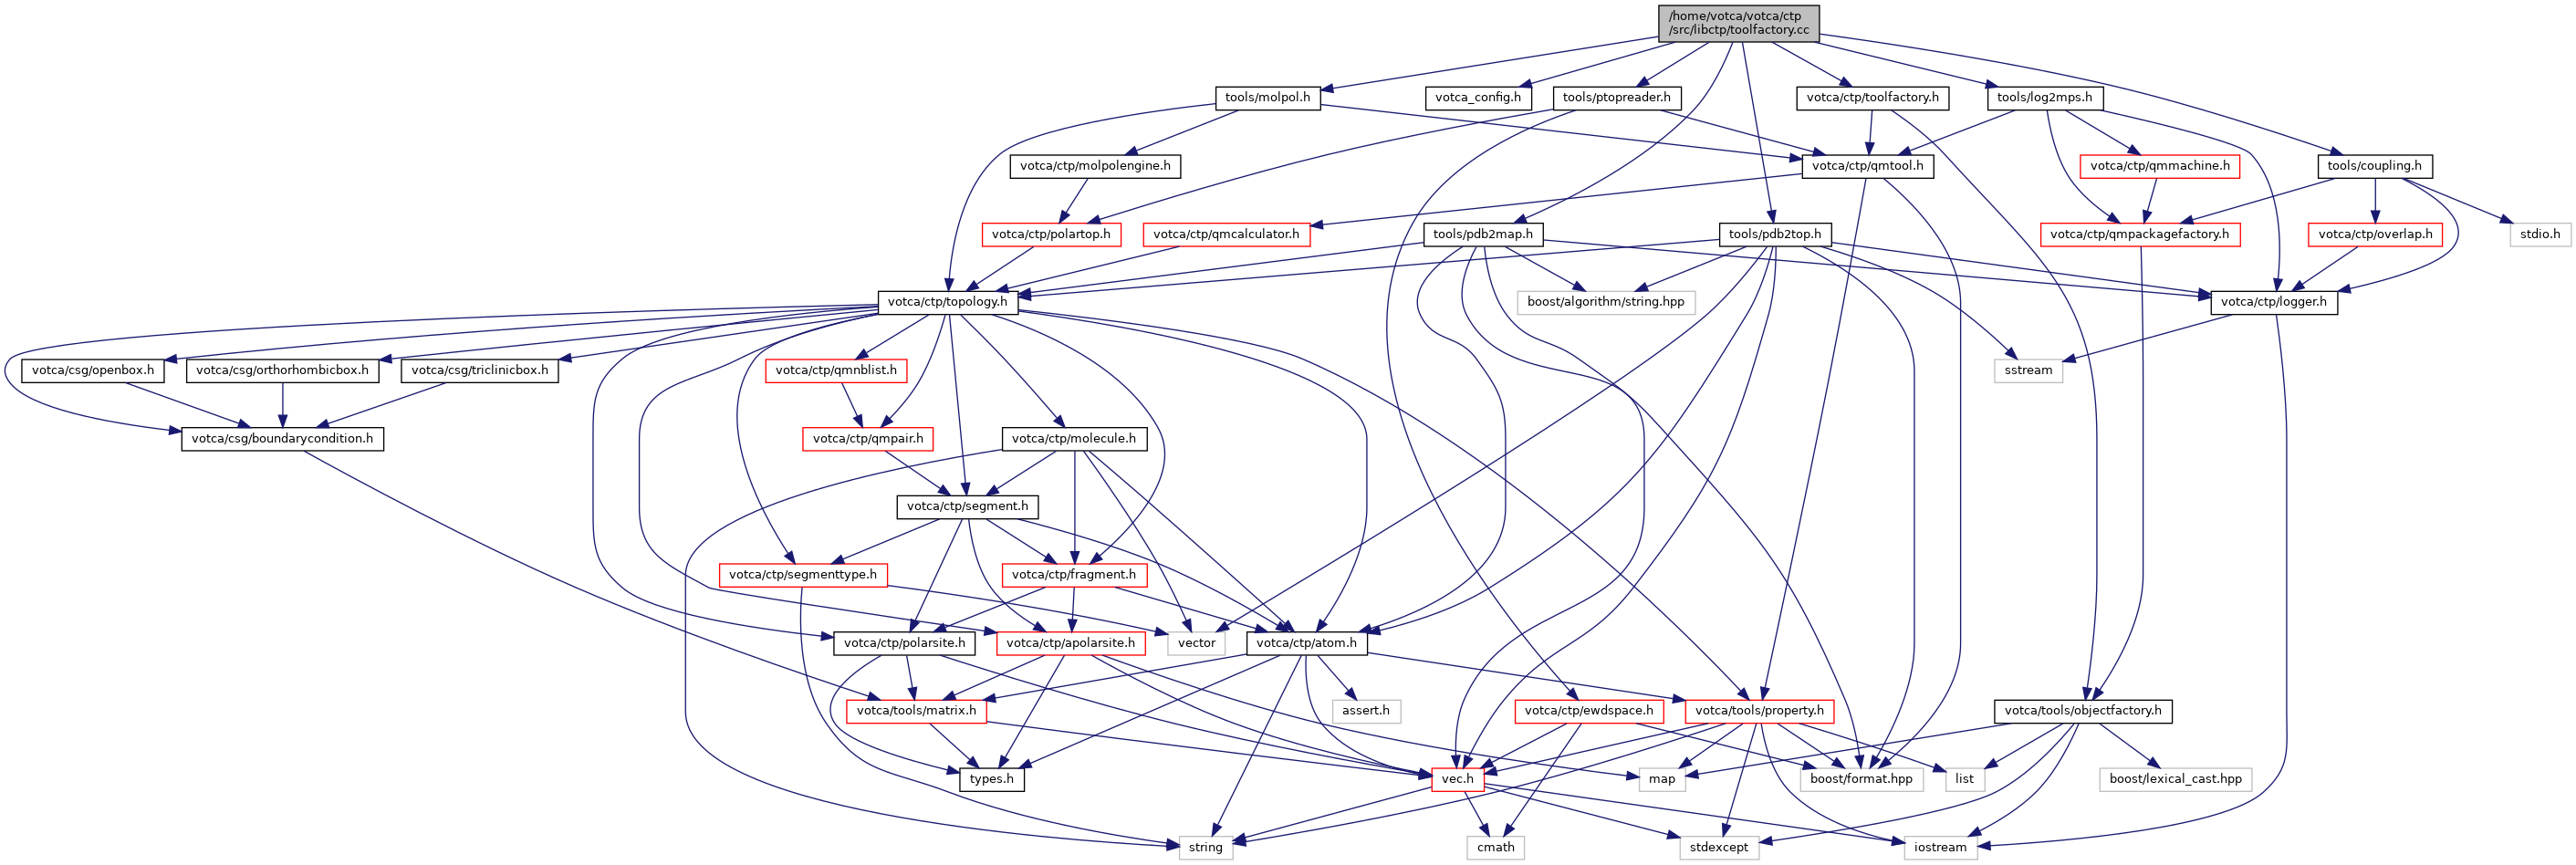 /home/votca/votca/ctp
/src/libctp/toolfactory.cc
tools/molpol.h
votca_config.h
tools/ptopreader.h
votca/ctp/toolfactory.h
tools/log2mps.h
votca/ctp/molpolengine.h
votca/ctp/qmtool.h
votca/ctp/qmmachine.h
tools/coupling.h
votca/ctp/polartop.h
votca/ctp/qmcalculator.h
tools/pdb2map.h
tools/pdb2top.h
votca/ctp/qmpackagefactory.h
votca/ctp/overlap.h
stdio.h
votca/ctp/topology.h
boost/algorithm/string.hpp
votca/ctp/logger.h
votca/csg/openbox.h
votca/csg/orthorhombicbox.h
votca/csg/triclinicbox.h
votca/ctp/qmnblist.h
sstream
votca/csg/boundarycondition.h
votca/ctp/qmpair.h
votca/ctp/molecule.h
votca/ctp/segment.h
votca/ctp/segmenttype.h
votca/ctp/fragment.h
votca/ctp/polarsite.h
votca/ctp/apolarsite.h
vector
votca/ctp/atom.h
votca/tools/matrix.h
assert.h
votca/ctp/ewdspace.h
votca/tools/property.h
votca/tools/objectfactory.h
types.h
vec.h
map
boost/format.hpp
list
boost/lexical_cast.hpp
string
cmath
stdexcept
iostream